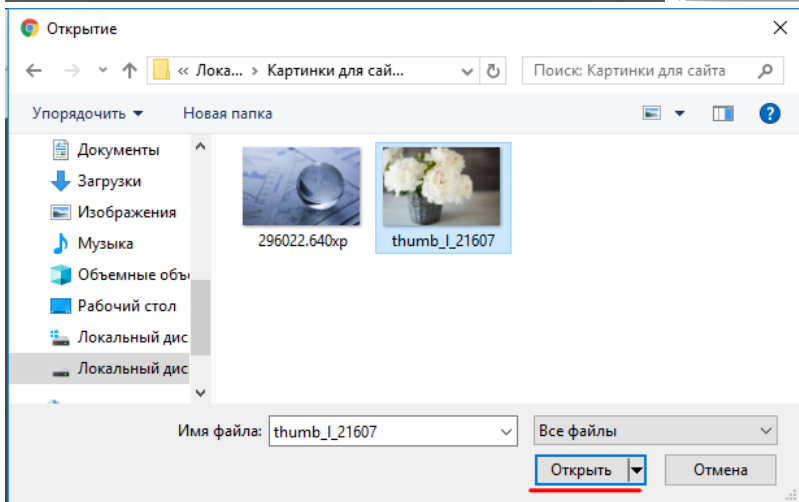 Открытие
« Лока... › Картинки для сай...
Поиск: Картинки для сайта
Упорядочить
Новая папка
Документы
Загрузки
Изображения
Музыка
Объемные объ
Рабочий стол
Локальный дис
Локальный дис
296022.640xp
thumb_l_21607
Имя файла: thumb_l_21607
Все файлы
Открыть
Отмена